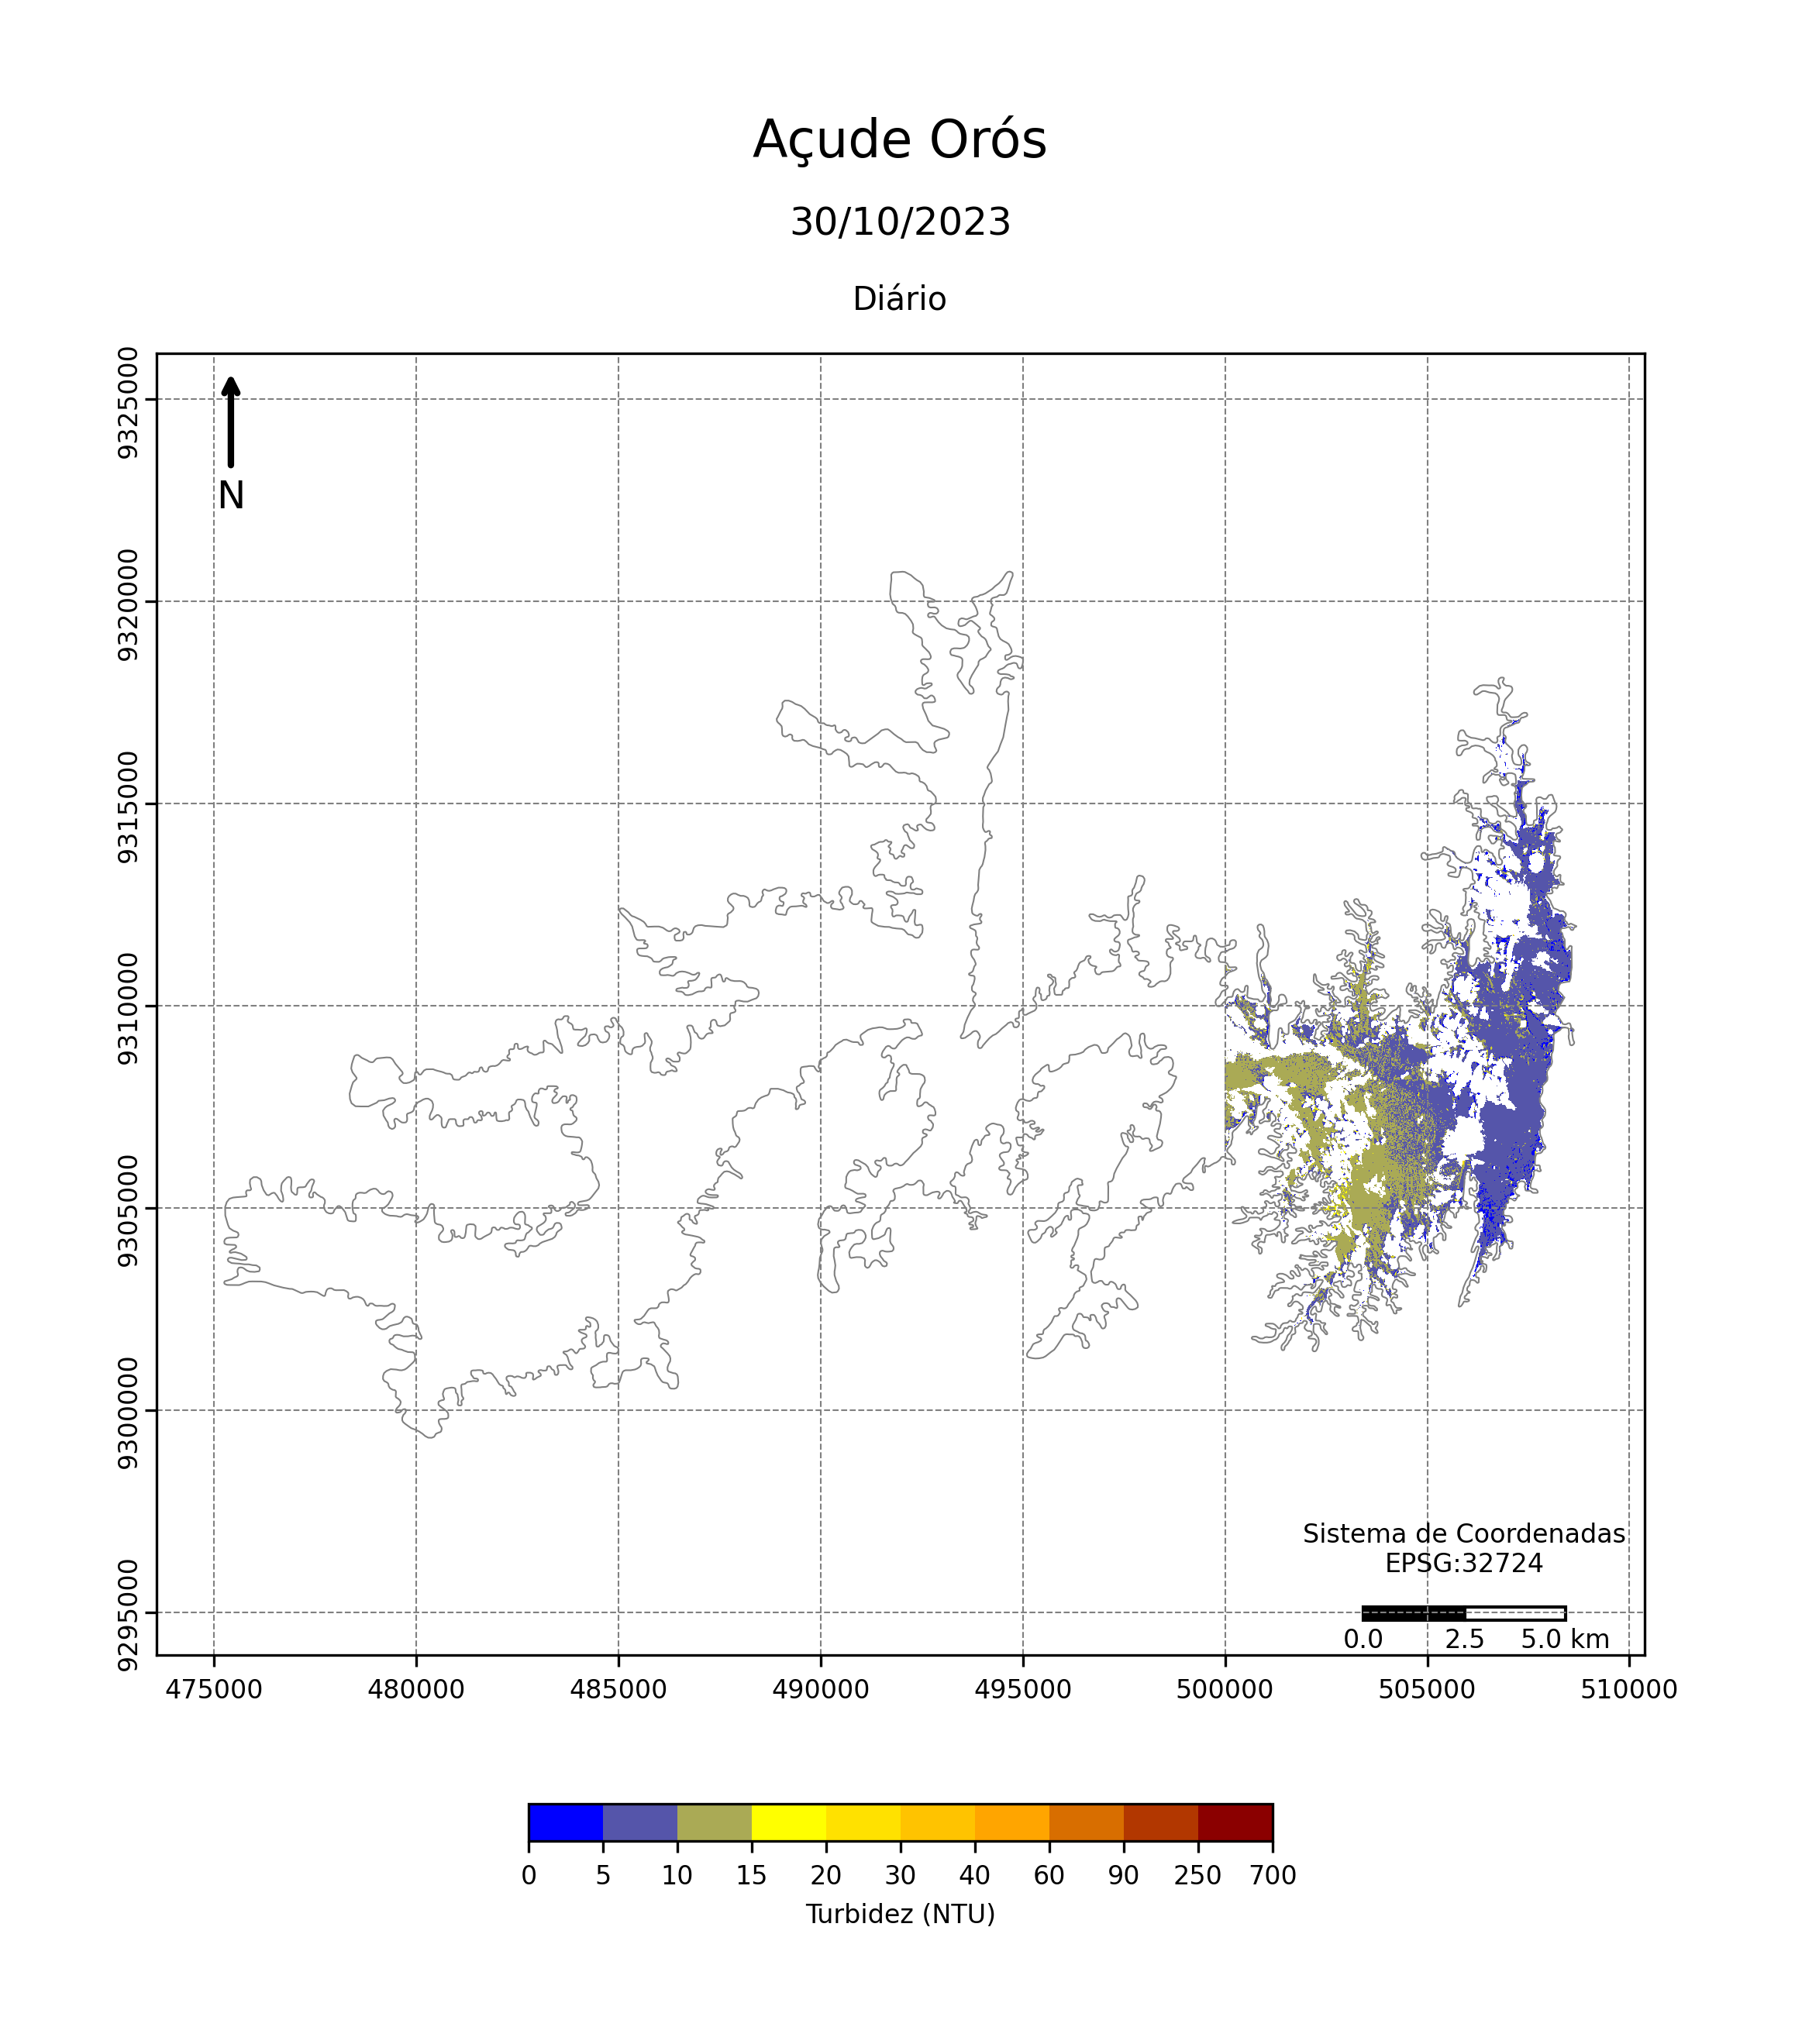 Açude Orós
30/10/2023
Diário
9325000
9320000
9315000
9310000
9305000
9300000
9295000
N
Sistema de Coordenadas
EPSG:32724
0.0 2.5 5.0 km
475000 480000 485000 490000 495000 500000 505000 510000
0 5 10 15 20 30 40 60 90 250 700
Turbidez (NTU)